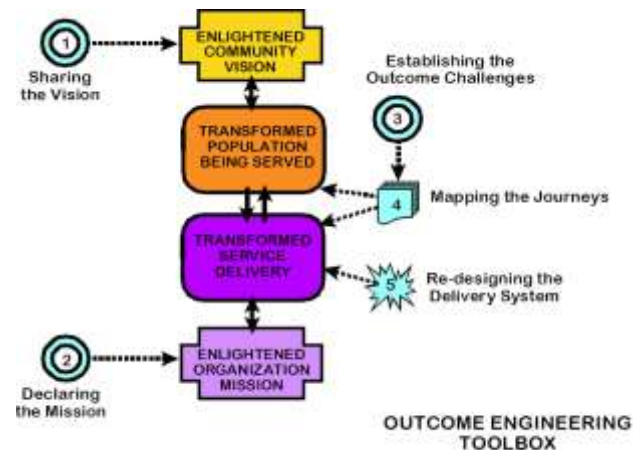 1
Sharing
the Vision
ENLIGHTENED
COMMUNITY
VISION
Establishing the
Outcome Challenges
3
TRANSFORMED
POPULATION
BEING SERVED
4
Mapping the Journeys
TRANSFORMED
SERVICE
DELIVERY
5
Re-designing the
Delivery System
2
Declaring
the Mission
ENLIGHTENED
ORGANIZATION
MISSION
OUTCOME ENGINEERING
TOOLBOX